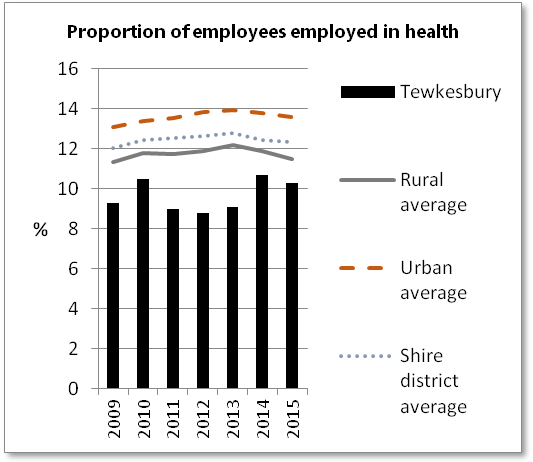 Proportion of employees employed in health
16
14
12
10
8
6
4
2
0
%
2009
2010
2011
2012
2013
2014
2015
Tewkesbury
Rural
average
Urban
average
Shire
district
average